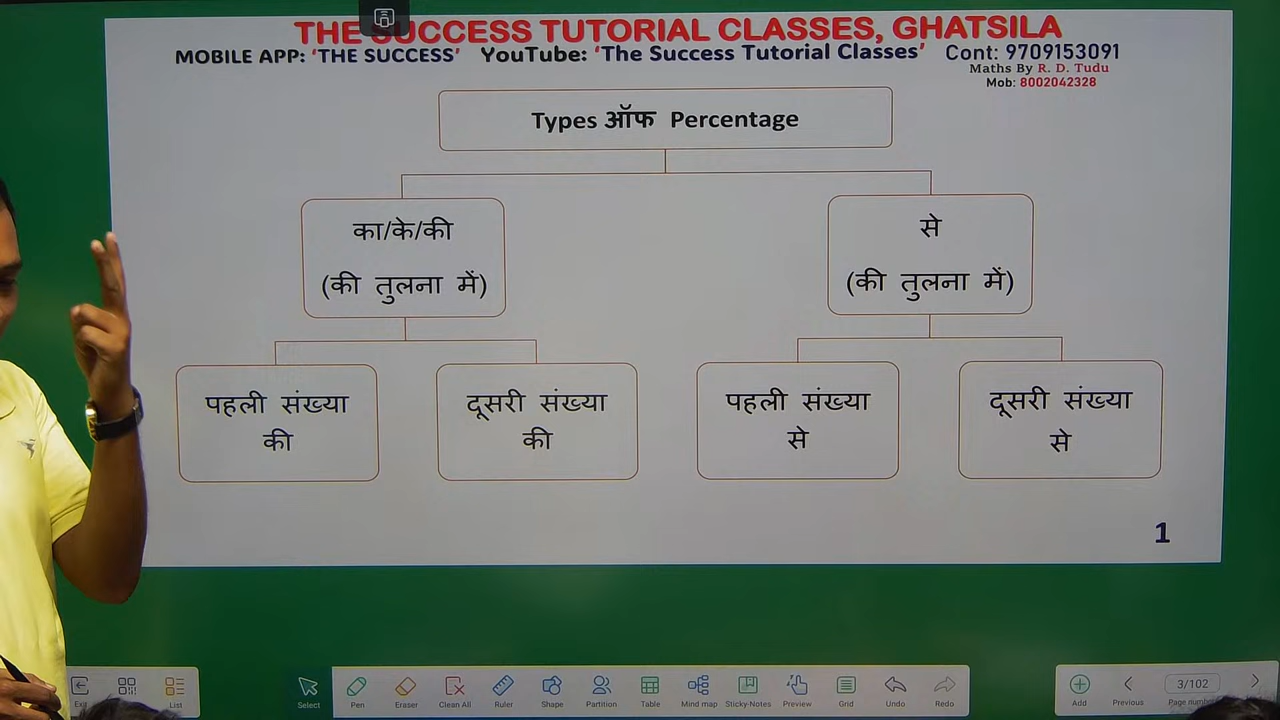 THE SUCCESS TUTORIAL CLASSES, GHATSILA
MOBILE APP: ‘THE SUCCESS’ YouTube: ‘The Success Tutorial Classes’ Cont: 9709153091
Maths By R. D. Tudu
Mob: 8002042328
Types ऑफ Percentage
का/के/की
(की तुलना में)
से
(की तुलना में)
पहली संख्या
की
दूसरी संख्या
की
पहली संख्या
से
दूसरी संख्या
से
1
List
Select
Pen
Eraser
Clean All
Ruler
Shape
Partition
Table
Mind map
Sticky-Notes
Preview
Grid
Undo
Redo
Add
Previous
3/102